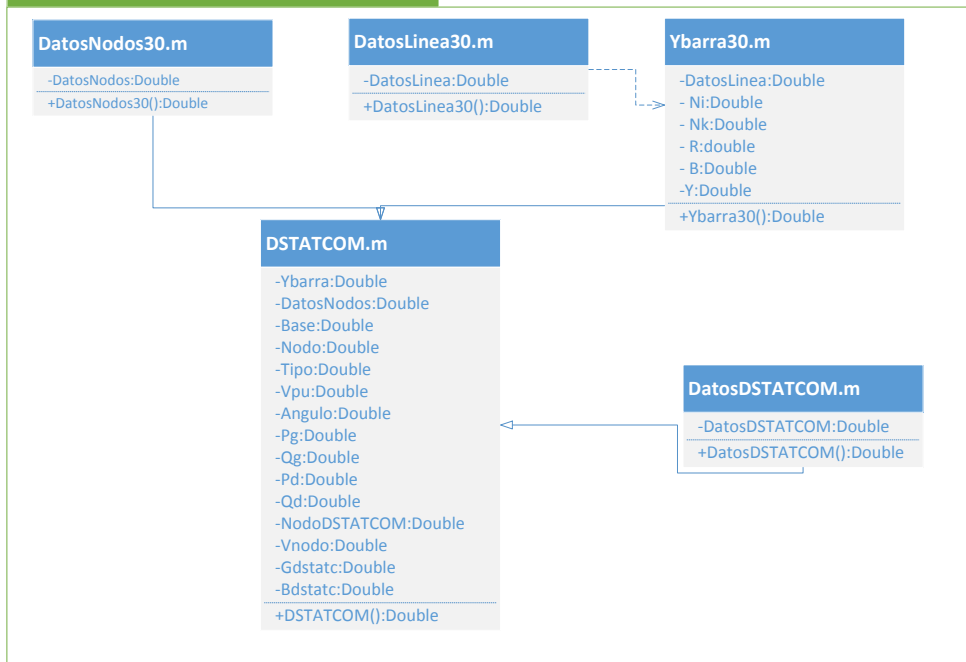 DatosNodos30.m
-DatosNodos:Double
+DatosNodos30():Double
DatosLinea30.m
-DatosLinea:Double
+DatosLinea30():Double
Ybarra30.m
-DatosLinea:Double
- Ni:Double
- Nk:Double
- R:double
- B:Double
-Y:Double
+Ybarra30():Double
DSTATCOM.m
-Ybarra:Double
-DatosNodos:Double
-Base:Double
-Nodo:Double
-Tipo:Double
-Vpu:Double
-Angulo:Double
-Pg:Double
-Qg:Double
-Pd:Double
-Qd:Double
-NodoDSTATCOM:Double
-Vnodo:Double
-Gdstatc:Double
-Bdstatc:Double
+DSTATCOM():Double
DatosDSTATCOM.m
-DatosDSTATCOM:Double
+DatosDSTATCOM():Double